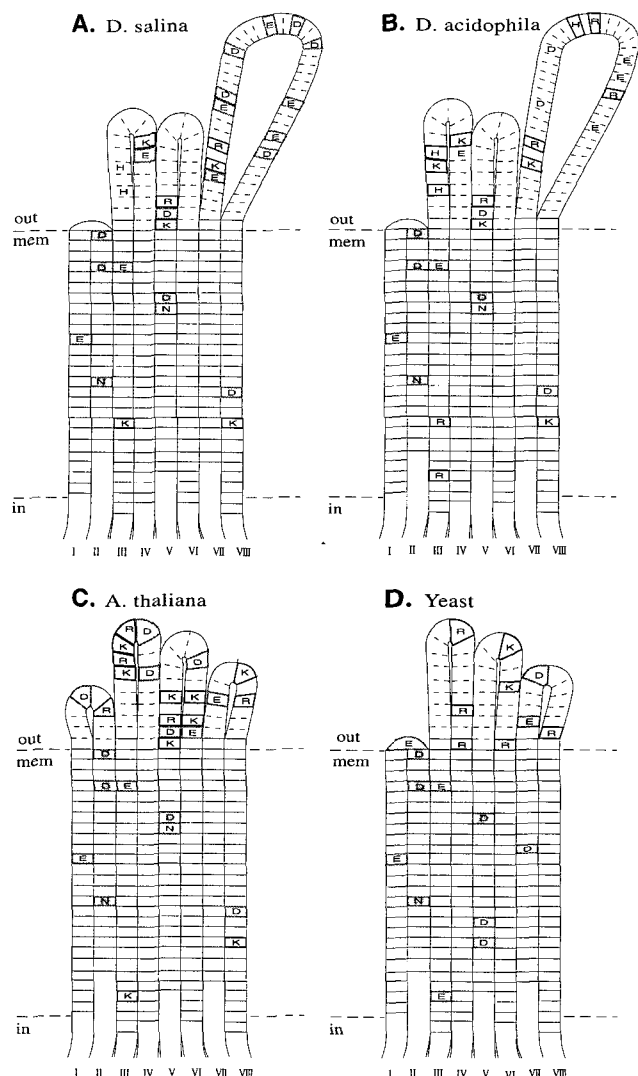 A. D. salina
E D
D D
D
E E
K
E
R E
H D
K
H E
R
D
out K
mem D
D E
D
N
E
N
D
K K
in
I II III IV V VI VII VIII
B. D. acidophila
H R
D
E
E
R
D
E
K R
H E
K K
H
R
D
out K
mem D
D E
D
N
E
N
D
R K
R
in
I II III IV V VI VII VIII
C. A. thaliana
R D
K
R D
K D K
D K K E R
R R K
D E
out K
mem D
D E
D
N
E
N
D
K
K
in
I II III IV V VI VII VIII
D. Yeast
R
K
D
K
R E
out E R R R
mem D
D E
D
D
E
N
D
D
E
in
I II III IV V VI VII VIII